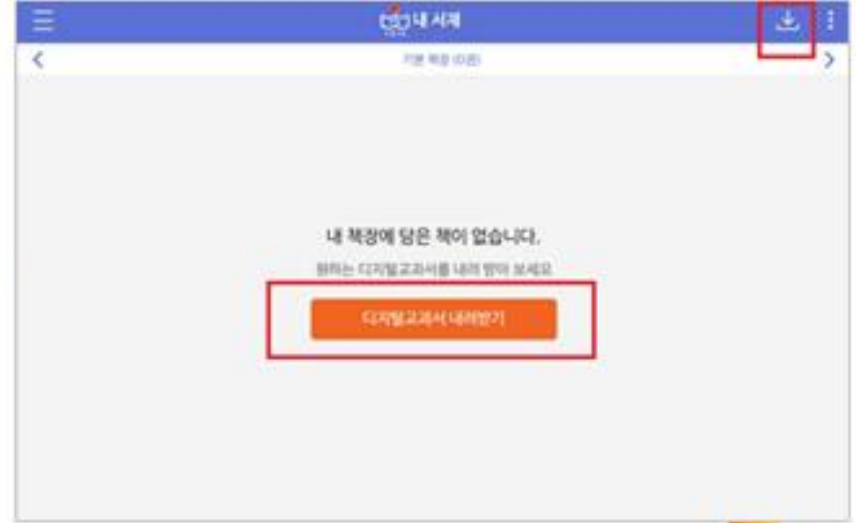 내 서재
기본 책장 (0권)
내 책장에 담은 책이 없습니다.
원하는 디지털교과서를 내려 받아 보세요
디지털교과서 내려받기